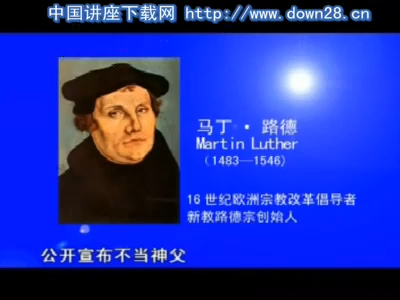 中国讲座下载网 http://www.down28.cn
马丁·路德
Martin Luther
(1483—1546)
16世纪欧洲宗教改革倡导者
新教路德宗创始人
公开宣布不当神父